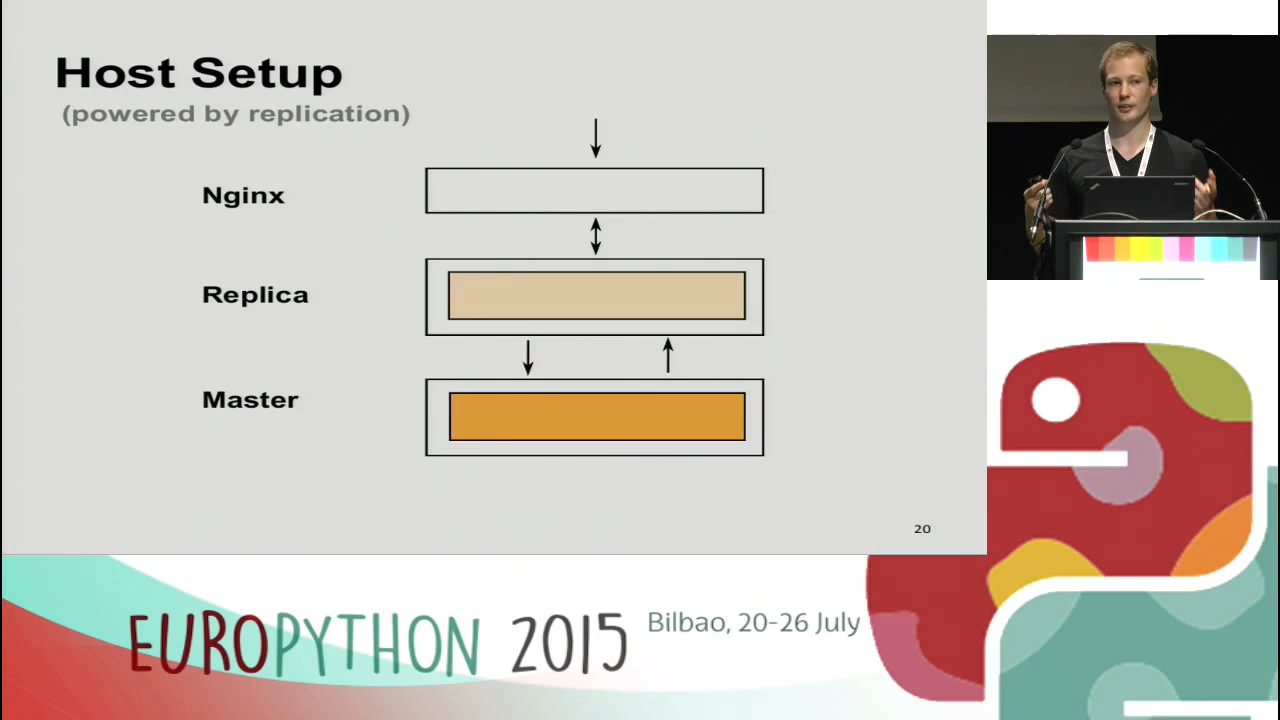 Host Setup
(powered by replication)
Nginx
Replica
Master
20
EUROPYTHON 2015
Bilbao, 20-26 July